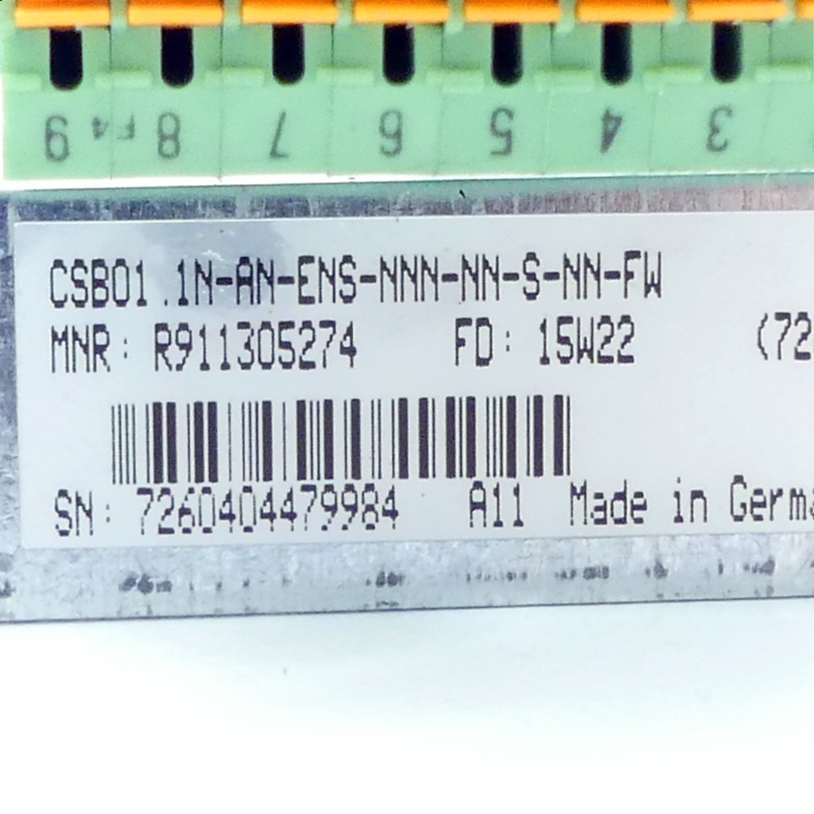 9 F4 8 7 6 5 4 3
CSB01.1N-AN-ENS-NNN-NN-S-NN-FW
MNR: R911305274 FD: 15W22 (72
SN: 7260404479984 A11 Made in Germa